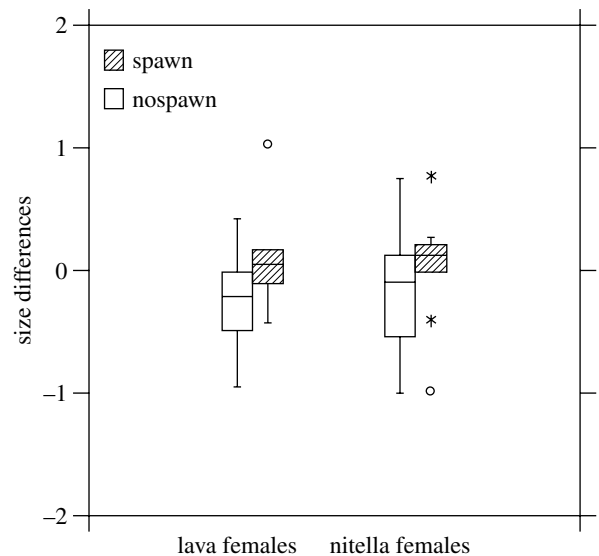 2
spawn
nospawn
1
size differences
0
–1
–2
lava females nitella females